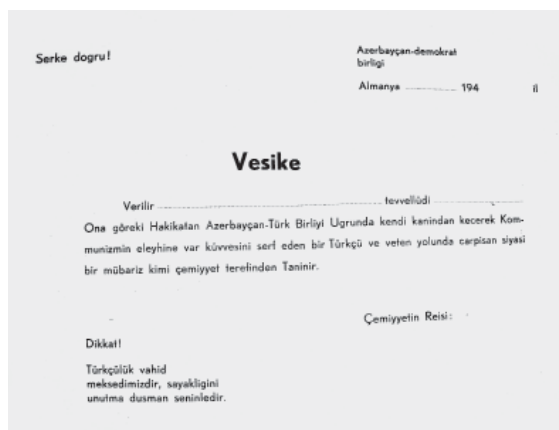 Serke dogru!
Azerbayçan-demokrat
birligi
Almanya 194 il
Vesike
Verilir tevvellüdi
Ona göreki Hakikatan Azerbayçan-Türk Birliyi Ugrunda kendi kanindan kecerek Kom-
munizmin eleyhine var küvvesini serf eden bir Türkçü ve veten yolunda carpisan siyasi
bir mübariz kimi çemiyyet terefinden Taninir.
Çemiyyetin Reisi:
Dikkat!
Türkçülük vahid
meksedimizdir, sayakligini
unutma dusman seninledir.